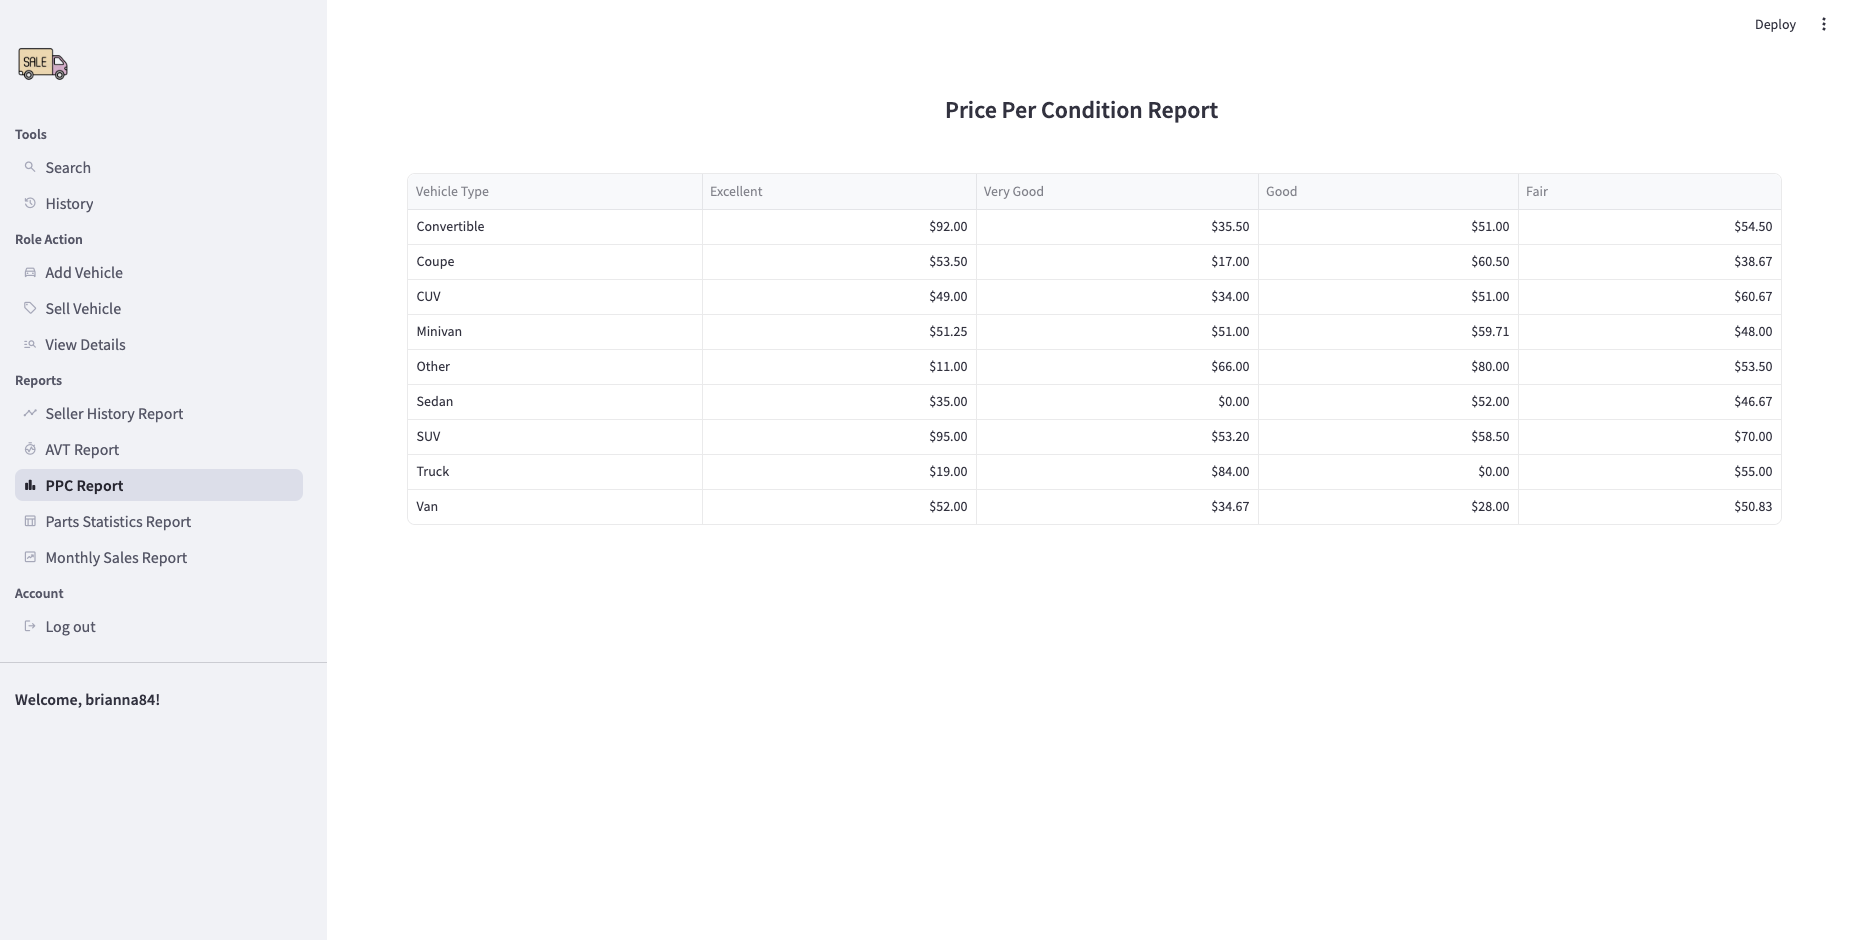 Deploy
SALE
Tools
Search
History
Role Action
Add Vehicle
Sell Vehicle
View Details
Reports
Seller History Report
AVT Report
PPC Report
Parts Statistics Report
Monthly Sales Report
Account
Log out
Welcome, brianna84!
Price Per Condition Report
Vehicle Type Excellent Very Good Good Fair
Convertible $92.00 $35.50 $51.00 $54.50
Coupe $53.50 $17.00 $60.50 $38.67
CUV $49.00 $34.00 $51.00 $60.67
Minivan $51.25 $51.00 $59.71 $48.00
Other $11.00 $66.00 $80.00 $53.50
Sedan $35.00 $0.00 $52.00 $46.67
SUV $95.00 $53.20 $58.50 $70.00
Truck $19.00 $84.00 $0.00 $55.00
Van $52.00 $34.67 $28.00 $50.83